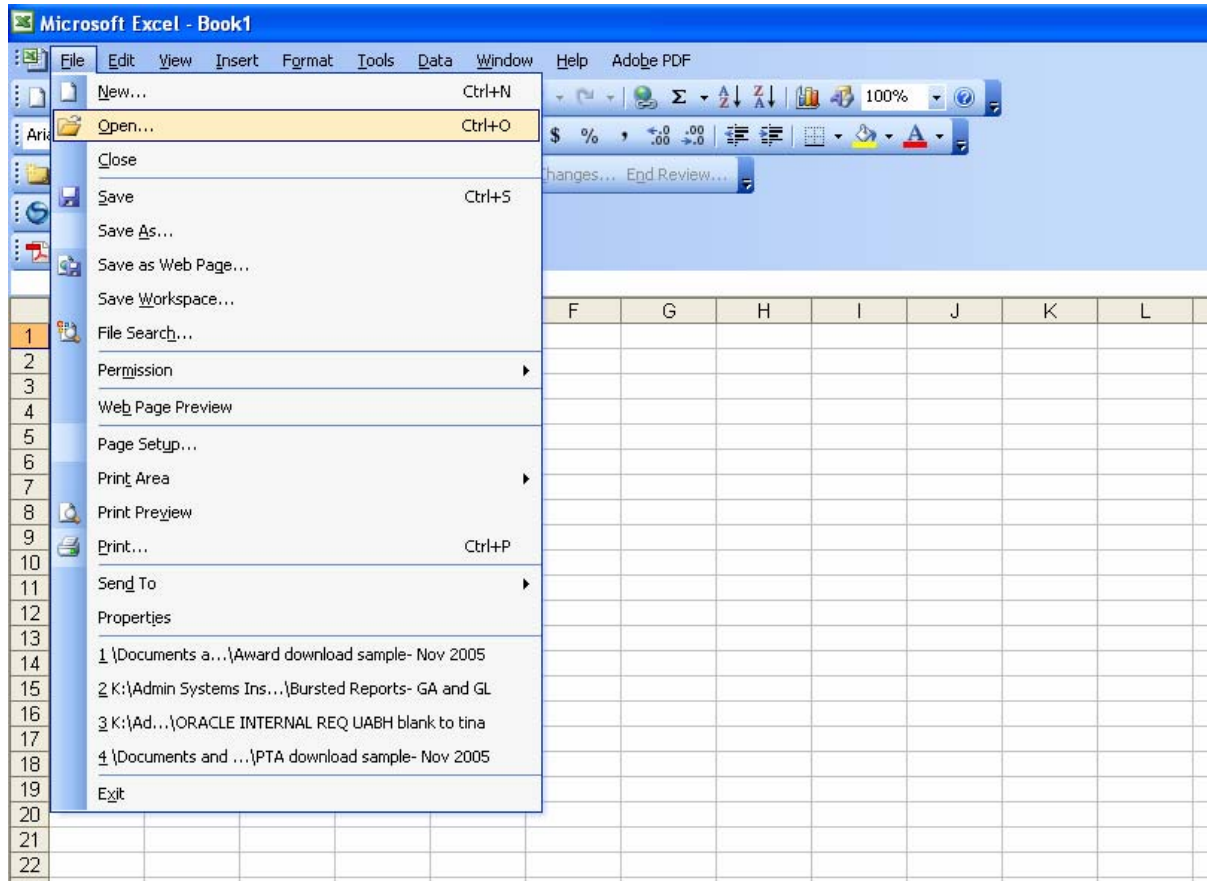 Microsoft Excel - Book1
File Edit View Insert Format Tools Data Window Help Adobe PDF
New... Ctrl+N
Σ 100%
Open... Ctrl+O
$ % ,
Close
Changes... End Review...
Save Ctrl+S
Save As...
Save as Web Page...
Save Workspace...
F G H I J K L
File Search...
Permission
Web Page Preview
Page Setup...
Print Area
Print Preview
Print... Ctrl+P
Send To
Properties
1 \Documents a...\Award download sample- Nov 2005
2 K:\Admin Systems Ins...\Bursted Reports- GA and GL
3 K:\Ad...\ORACLE INTERNAL REQ UABH blank to tina
4 \Documents and ...\PTA download sample- Nov 2005
Exit
1
2
3
4
5
6
7
8
9
10
11
12
13
14
15
16
17
18
19
20
21
22